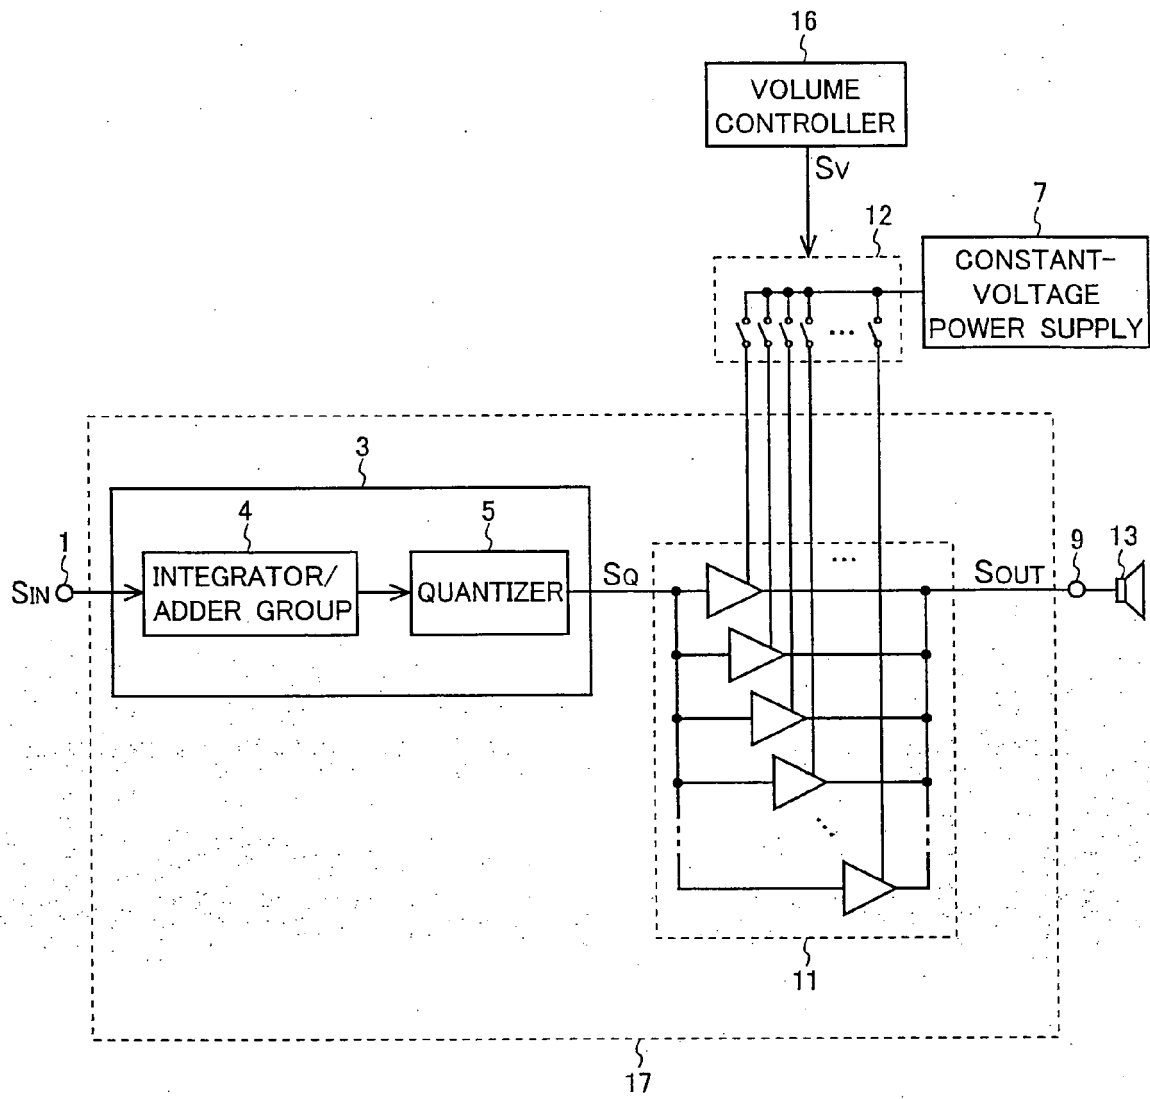 16
VOLUME
CONTROLLER
SV
12
7
CONSTANT-
VOLTAGE
POWER SUPPLY
...
3
4
5
1
SIN
INTEGRATOR/
ADDER GROUP
QUANTIZER
SQ
...
SOUT
9
13
...
11
17